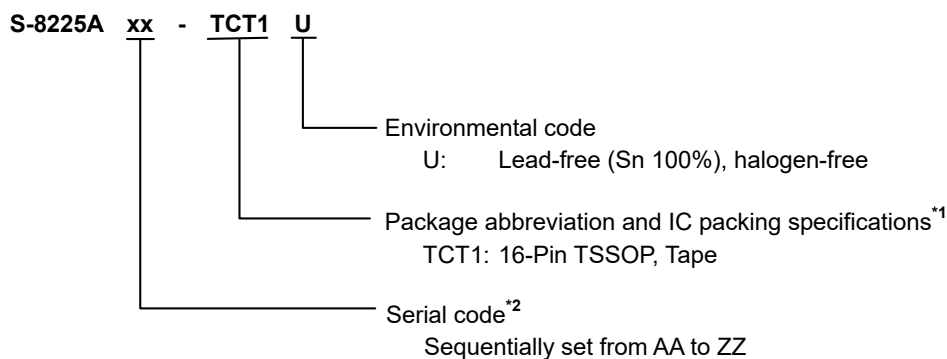 S-8225A xx - TCT1 U
Environmental code
U: Lead-free (Sn 100%), halogen-free
Package abbreviation and IC packing specifications*1
TCT1: 16-Pin TSSOP, Tape
Serial code*2
Sequentially set from AA to ZZ